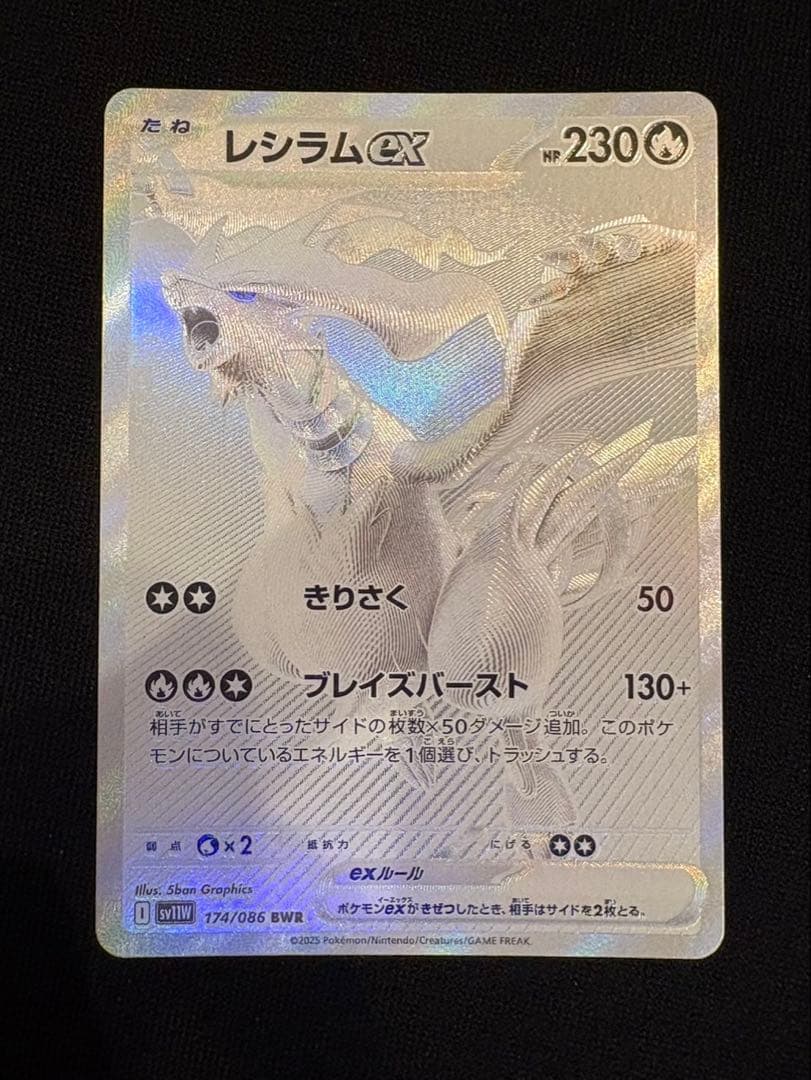 たね レシラムex HP230
きりさく 50
ブレイズバースト 130+
相手がすでにとったサイドの枚数×50ダメージ追加。このポケ
モンについているエネルギーを1個選び、トラッシュする。
弱点 ×2 抵抗力 にげる
exルール
ポケモンexがきぜつしたとき、相手はサイドを2枚とる。
Illus. 5ban Graphics
I SV11W 174/086 BWR
©2025 Pokémon/Nintendo/Creatures/GAME FREAK.